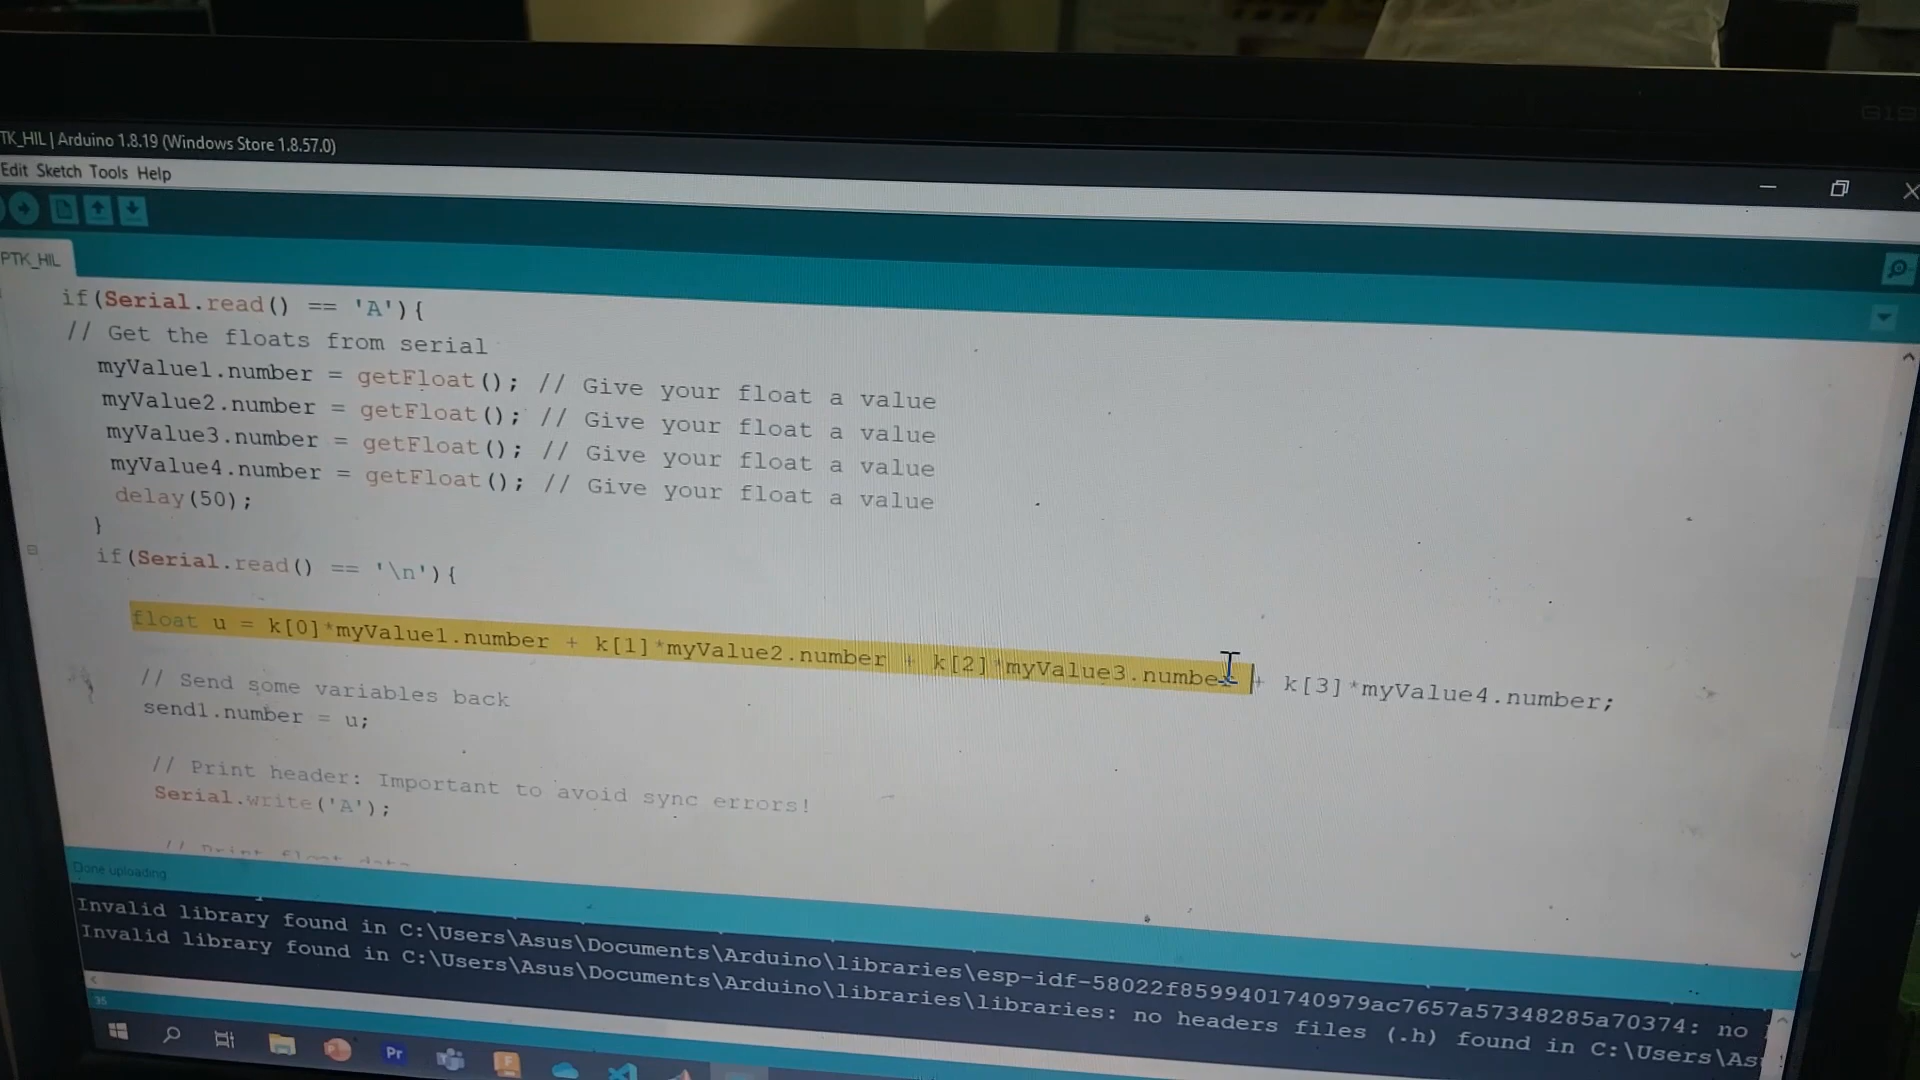 TK_HIL | Arduino 1.8.19 (Windows Store 1.8.57.0)
Edit Sketch Tools Help
PTK_HIL
if(Serial.read() == 'A'){
// Get the floats from serial
myValue1.number = getFloat(); // Give your float a value
myValue2.number = getFloat(); // Give your float a value
myValue3.number = getFloat(); // Give your float a value
myValue4.number = getFloat(); // Give your float a value
delay(50);
}
if(Serial.read() == '\n'){
float u = k[0]*myValue1.number + k[1]*myValue2.number + k[2]*myValue3.number + k[3]*myValue4.number;
// Send some variables back
send1.number = u;
// Print header: Important to avoid sync errors!
Serial.write('A');
// Print float data
Done uploading
Invalid library found in C:\Users\Asus\Documents\Arduino\libraries\esp-idf-58022f8599401740979ac7657a57348285a70374: no
Invalid library found in C:\Users\Asus\Documents\Arduino\libraries\libraries: no headers files (.h) found in C:\Users\As
35
Pr